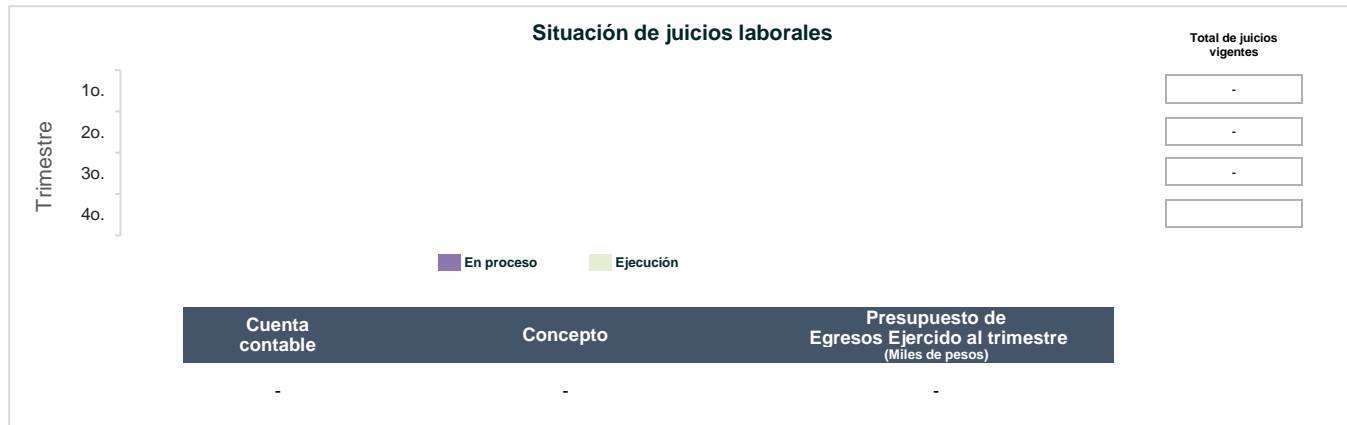 Situación de juicios laborales
Total de juicios
vigentes
Trimestre
1o.
-
2o.
-
3o.
-
4o.
En proceso
Ejecución
Cuenta
contable
Concepto
Presupuesto de
Egresos Ejercido al trimestre
(Miles de pesos)
-
-
-